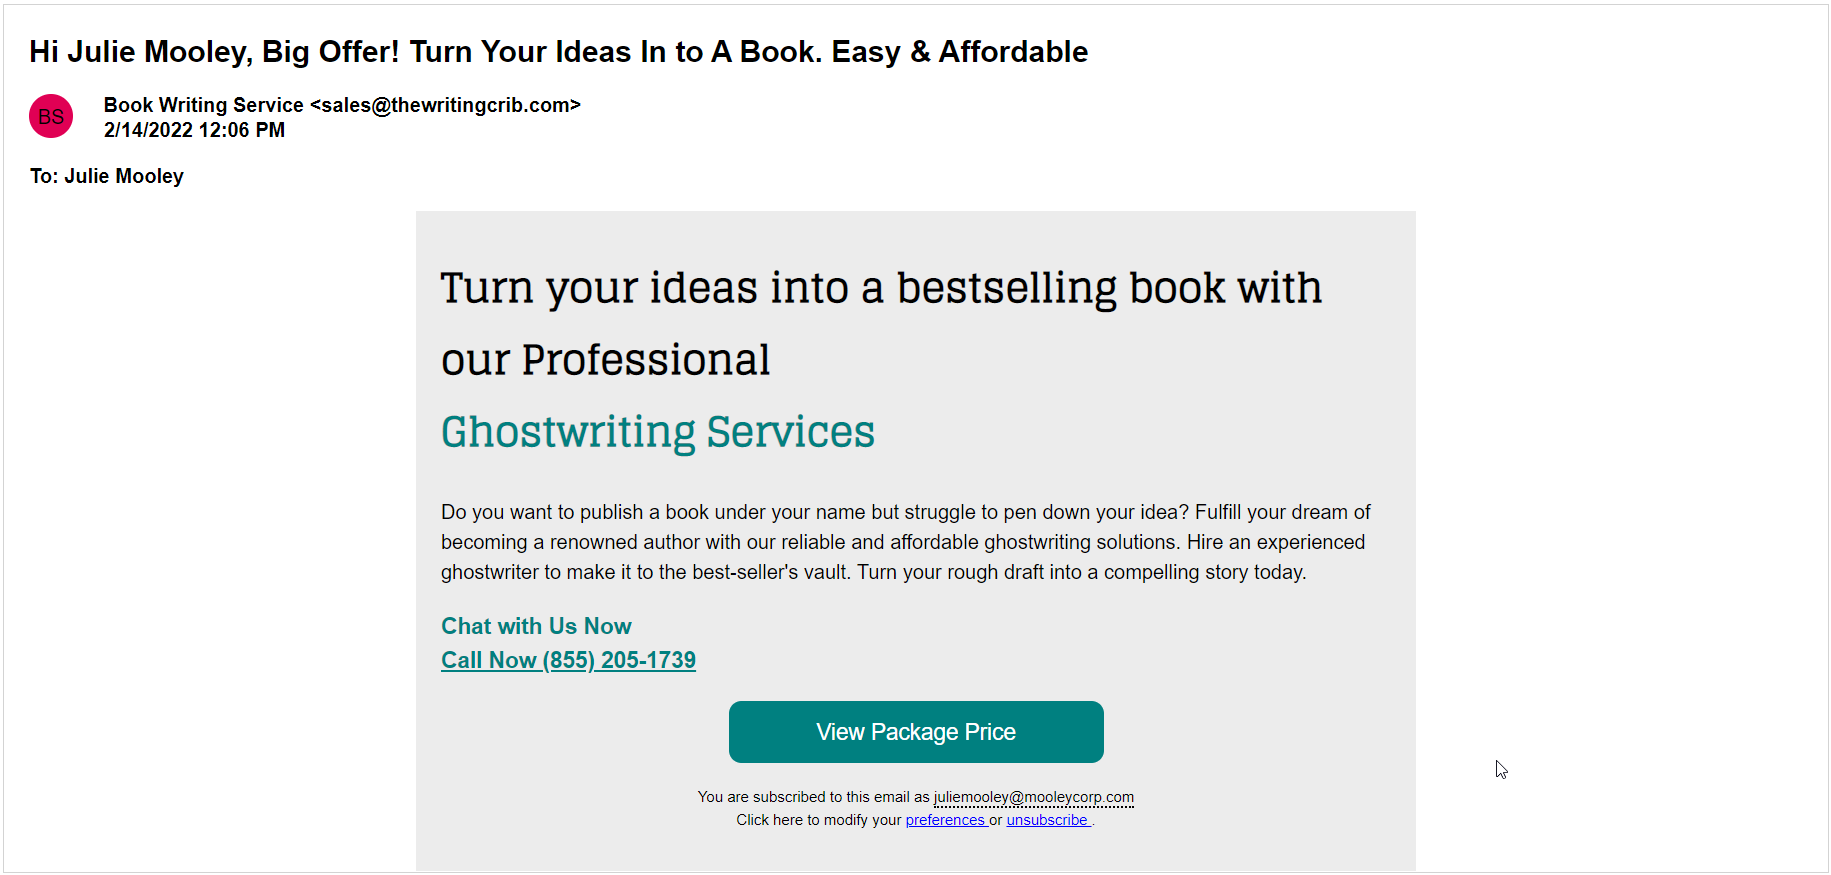 Hi Julie Mooley, Big Offer! Turn Your Ideas In to A Book. Easy & Affordable
BS
Book Writing Service <sales@thewritingcrib.com>
2/14/2022 12:06 PM
To: Julie Mooley
Turn your ideas into a bestselling book with
our Professional
Ghostwriting Services
Do you want to publish a book under your name but struggle to pen down your idea? Fulfill your dream of
becoming a renowned author with our reliable and affordable ghostwriting solutions. Hire an experienced
ghostwriter to make it to the best-seller's vault. Turn your rough draft into a compelling story today.
Chat with Us Now
Call Now (855) 205-1739
View Package Price
You are subscribed to this email as juliemooley@mooleycorp.com
Click here to modify your preferences or unsubscribe .